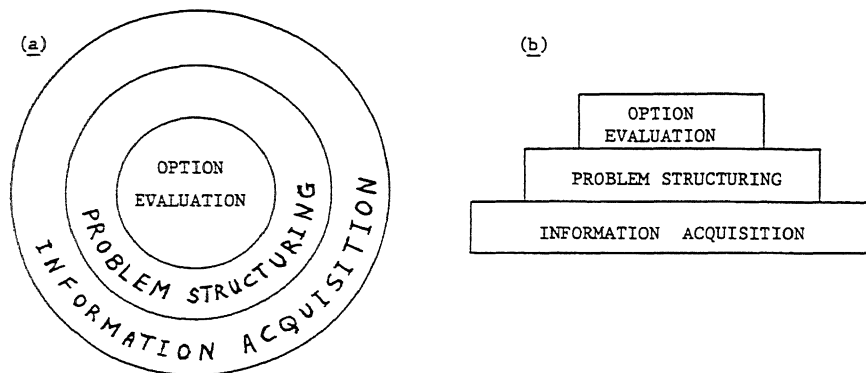 (a)
OPTION
EVALUATION
PROBLEM STRUCTURING
INFORMATION ACQUISITION
(b)
OPTION
EVALUATION
PROBLEM STRUCTURING
INFORMATION ACQUISITION